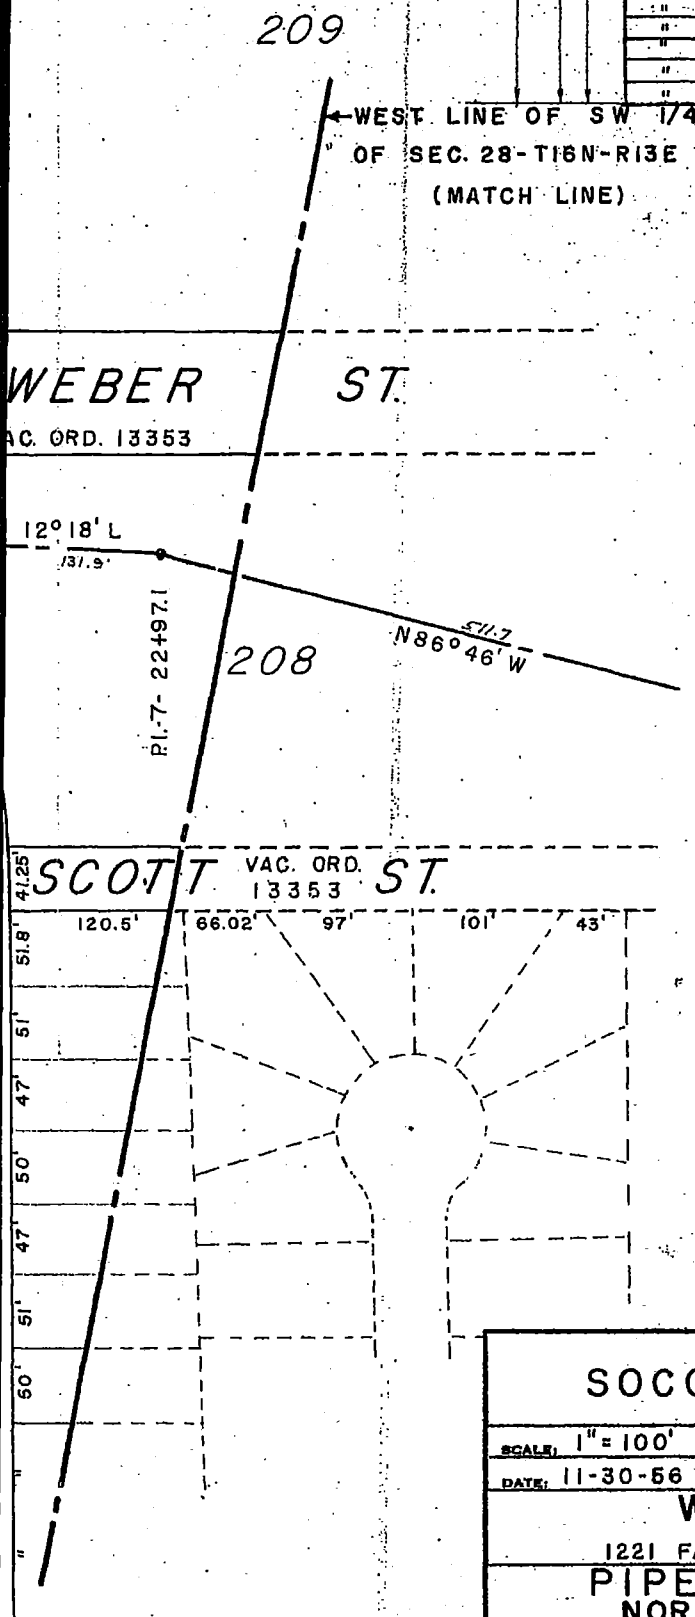 209
"
"
"
"
"
WEST LINE OF SW 1/4
OF SEC. 28-T16N-R13E
(MATCH LINE)
WEBER ST.
AC. ORD. 13353
12° 18' L
131.9'
P.I.-7- 22+97.1
511.7
N 86° 46' W
208
41.25'
SCOTT ST.
VAC. ORD.
13353
120.5' 66.02' 97' 101' 43'
51.8'
51'
47'
50'
47'
51'
50'
"
"
SOCO
SCALE: 1" = 100'
DATE: 11-30-56
W
1221 FA
PIPE
NOR